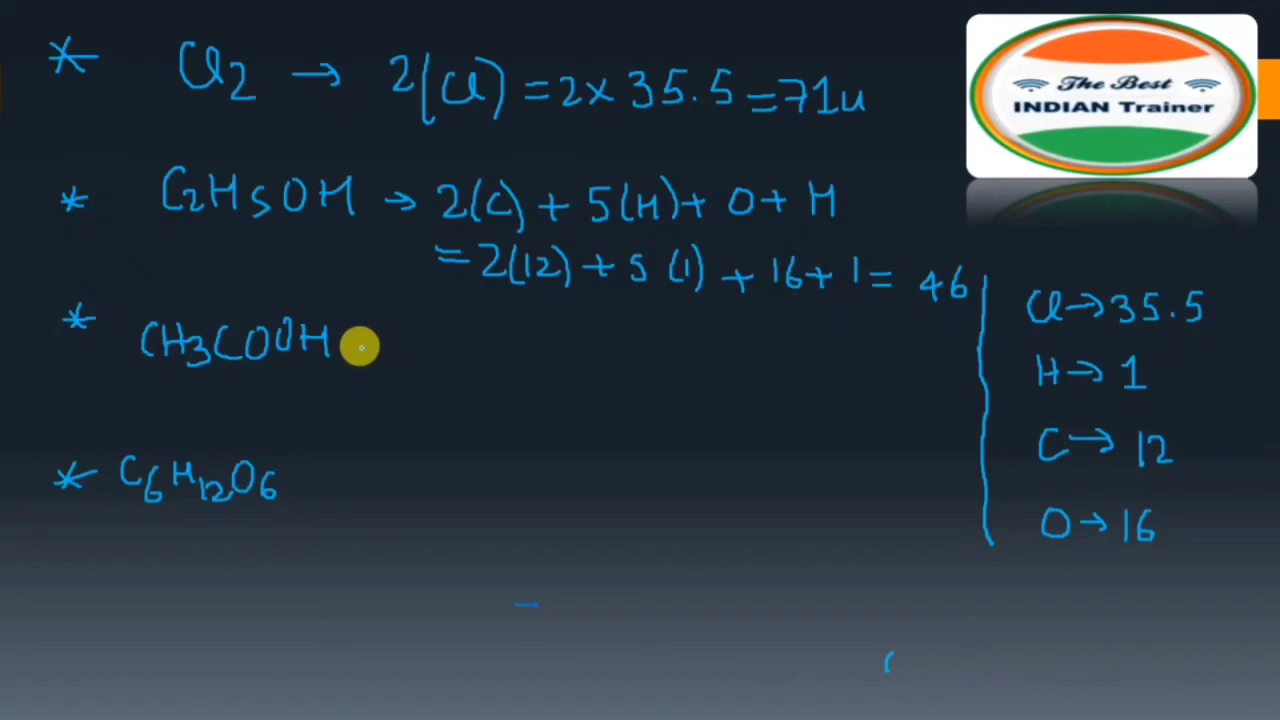 * Cl2 → 2(Cl) = 2 × 35.5 = 71u
The Best
INDIAN Trainer
* C2H5OH → 2(C) + 5(H) + O + H
= 2(12) + 5(1) + 16 + 1 = 46
* CH3COOH
* C6H12O6
Cl → 35.5
H → 1
C → 12
O → 16